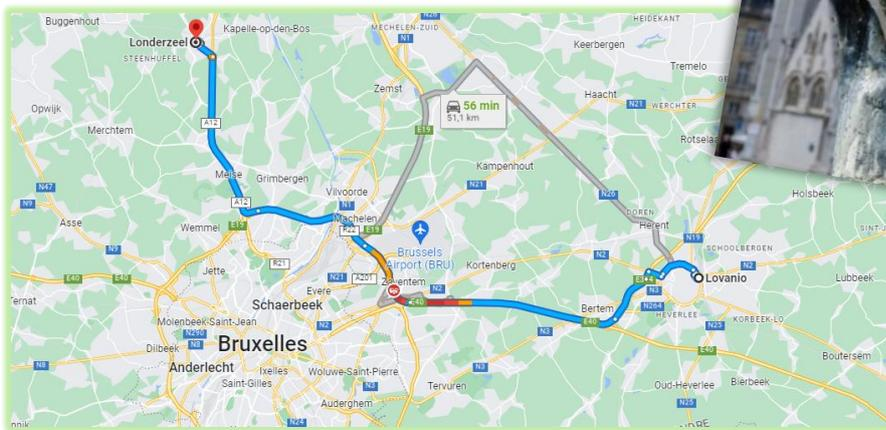 Buggenhout
Londerzeel
STEENHUFFEL
Kapelle-op-den-Bos
MECHELEN-ZUID
N26
N1
HEIDEKANT
Keerbergen
Tremelo
Zemst
Haacht
N21
WERCHTER
Opwijk
A12
56 min
51,1 km
Merchtem
E19
Rotselaa
Kampenhout
Meise
Grimbergen
N47
N9
A12
Vilvoorde
N1
N21
N26
Holsbeek
Asse
Wemmel
E19
Machelen
R22
E19
DOREN
Herent
N19
SCHOOLBERGEN
SINT-J
N9
Jette
R21
Brussels
Airport (BRU)
Kortenberg
N2
N2
Lubbeek
E40
E40
N21
A201
Zaventem
N2
E314
N3
Lovanio
Ternat
Evere
Schaerbeek
E40
Bertem
N264
HEVERLEE
Molenbeek-Saint-Jean
N290
N2
E40
N25
KORBEEK-LO
Dilbeek
N8
Bruxelles
N3
E40
Boutersem
N8
Anderlecht
Ixelles
Woluwe-Saint-Pierre
Saint-Gilles
N3
Tervuren
Oud-Heverlee
Bierbeek
Auderghem
N25
N24